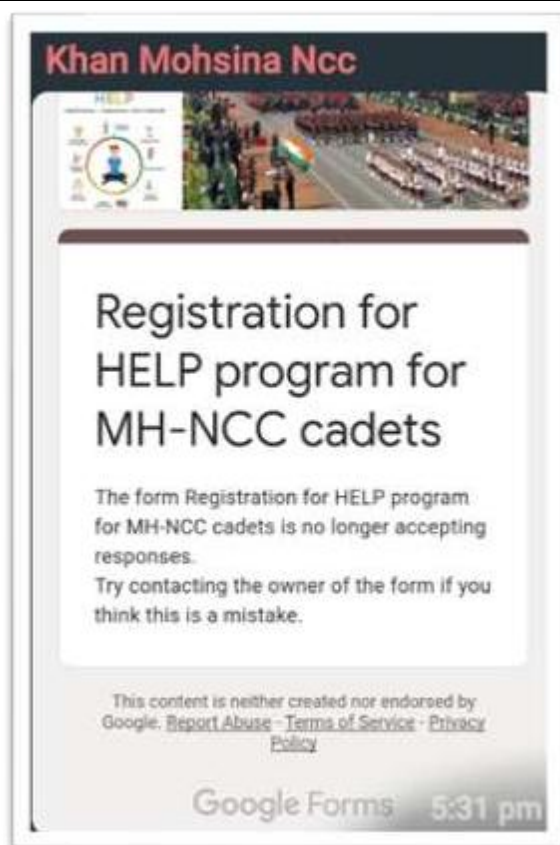 Khan Mohsina Ncc
HELP
Registration for
HELP program for
MH-NCC cadets
The form Registration for HELP program
for MH-NCC cadets is no longer accepting
responses.
Try contacting the owner of the form if you
think this is a mistake.
This content is neither created nor endorsed by
Google. Report Abuse - Terms of Service - Privacy
Policy
Google Forms
5:31 pm